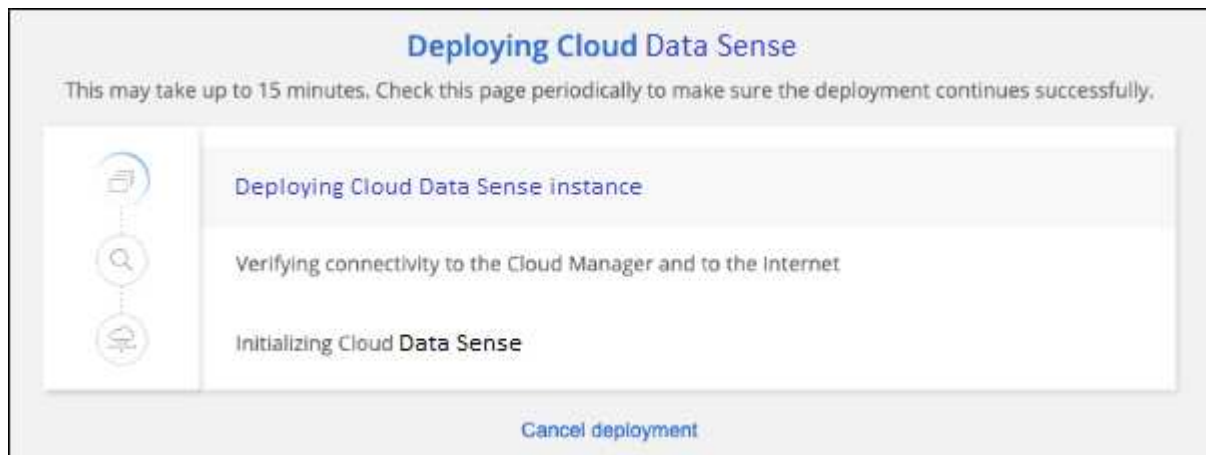 Deploying Cloud Data Sense
This may take up to 15 minutes. Check this page periodically to make sure the deployment continues successfully.
Deploying Cloud Data Sense instance
Verifying connectivity to the Cloud Manager and to the Internet
Initializing Cloud Data Sense
Cancel deployment